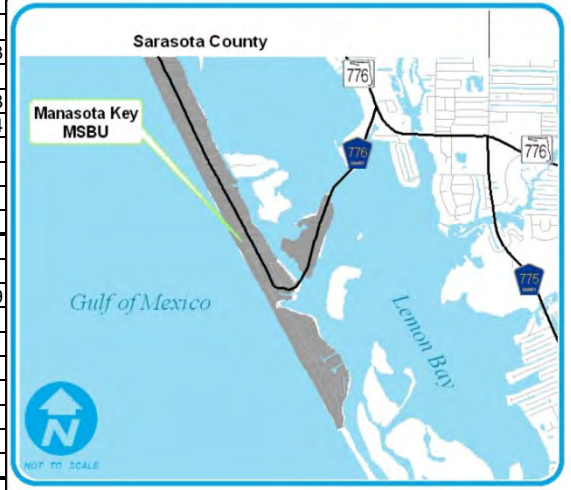 Sarasota County
776
Manasota Key
MSBU
776
776
775
Gulf of Mexico
Lemon Bay
N
NOT TO SCALE